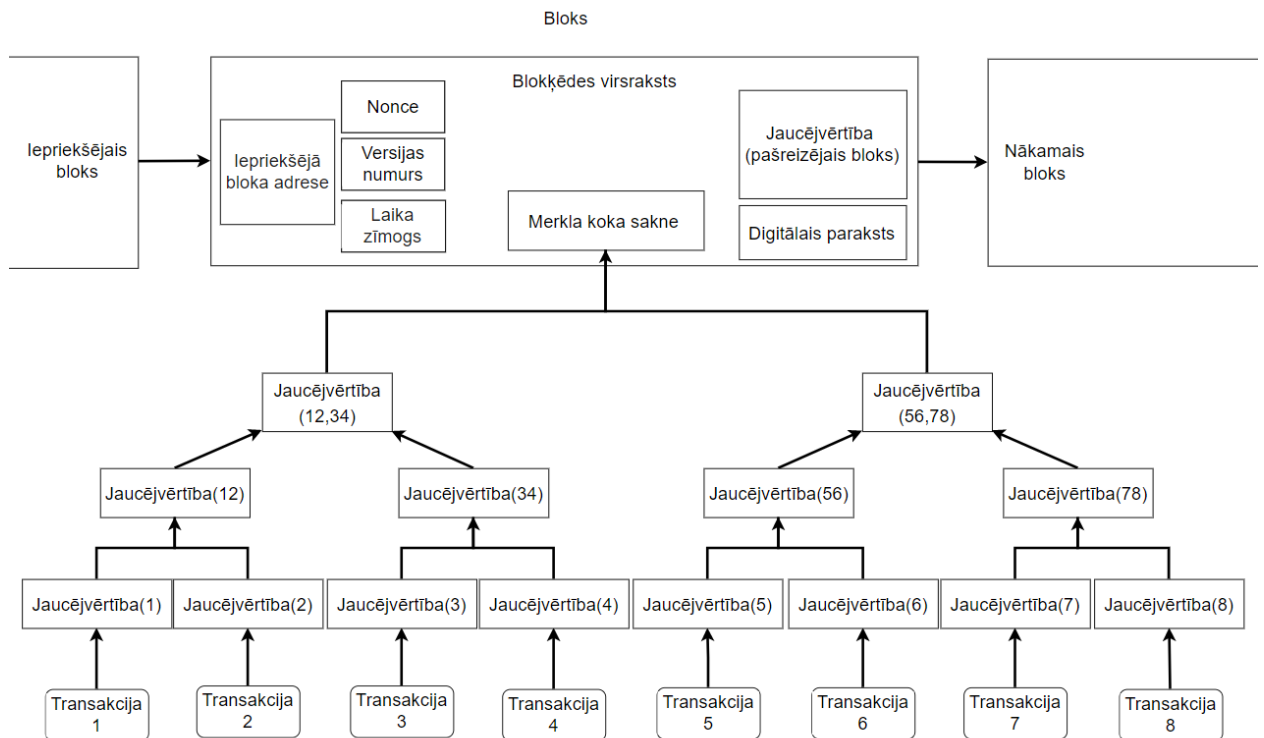 Bloks
Iepriekšējais
bloks
Blokķēdes virsraksts
Iepriekšējā
bloka adrese
Nonce
Versijas
numurs
Laika
zīmogs
Merkla koka sakne
Jaucējvērtība
(pašreizējais bloks)
Digitālais paraksts
Nākamais
bloks
Jaucējvērtība
(12,34)
Jaucējvērtība
(56,78)
Jaucējvērtība(12)
Jaucējvērtība(34)
Jaucējvērtība(56)
Jaucējvērtība(78)
Jaucējvērtība(1)
Jaucējvērtība(2)
Jaucējvērtība(3)
Jaucējvērtība(4)
Jaucējvērtība(5)
Jaucējvērtība(6)
Jaucējvērtība(7)
Jaucējvērtība(8)
Transakcija
1
Transakcija
2
Transakcija
3
Transakcija
4
Transakcija
5
Transakcija
6
Transakcija
7
Transakcija
8